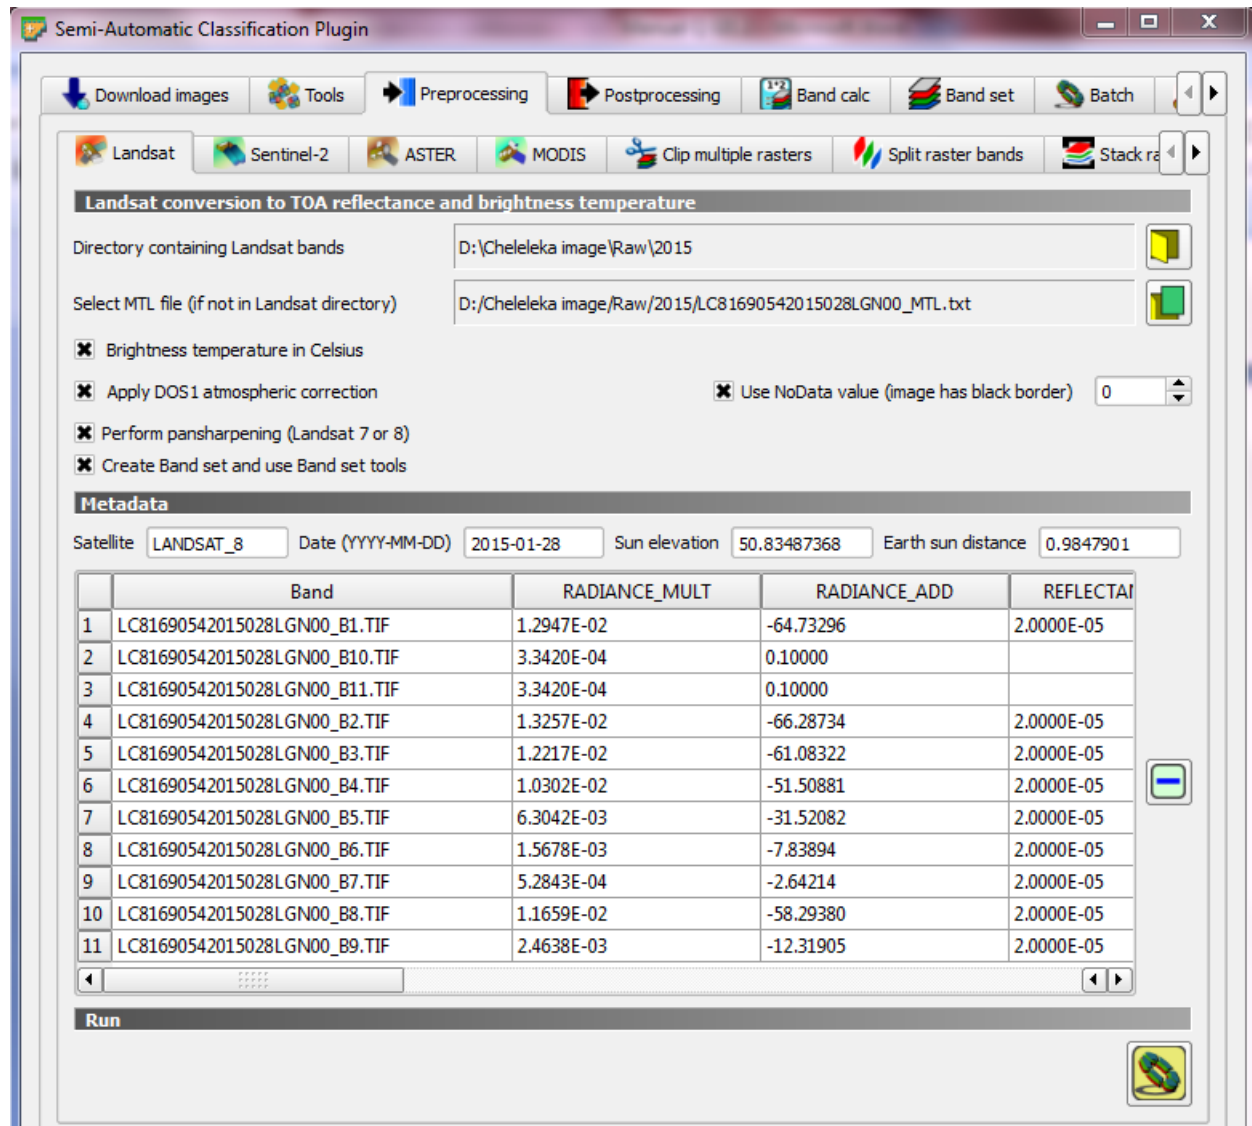 Semi-Automatic Classification Plugin
Download images Tools Preprocessing Postprocessing Band calc Band set Batch
Landsat Sentinel-2 ASTER MODIS Clip multiple rasters Split raster bands Stack ra
Landsat conversion to TOA reflectance and brightness temperature
Directory containing Landsat bands D:\Cheleleka image\Raw\2015
Select MTL file (if not in Landsat directory) D:/Cheleleka image/Raw/2015/LC81690542015028LGN00_MTL.txt
Brightness temperature in Celsius
Apply DOS1 atmospheric correction Use NoData value (image has black border) 0
Perform pansharpening (Landsat 7 or 8)
Create Band set and use Band set tools
Metadata
Satellite LANDSAT_8 Date (YYYY-MM-DD) 2015-01-28 Sun elevation 50.83487368 Earth sun distance 0.9847901
Band RADIANCE_MULT RADIANCE_ADD REFLECTAN
1 LC81690542015028LGN00_B1.TIF 1.2947E-02 -64.73296 2.0000E-05
2 LC81690542015028LGN00_B10.TIF 3.3420E-04 0.10000
3 LC81690542015028LGN00_B11.TIF 3.3420E-04 0.10000
4 LC81690542015028LGN00_B2.TIF 1.3257E-02 -66.28734 2.0000E-05
5 LC81690542015028LGN00_B3.TIF 1.2217E-02 -61.08322 2.0000E-05
6 LC81690542015028LGN00_B4.TIF 1.0302E-02 -51.50881 2.0000E-05
7 LC81690542015028LGN00_B5.TIF 6.3042E-03 -31.52082 2.0000E-05
8 LC81690542015028LGN00_B6.TIF 1.5678E-03 -7.83894 2.0000E-05
9 LC81690542015028LGN00_B7.TIF 5.2843E-04 -2.64214 2.0000E-05
10 LC81690542015028LGN00_B8.TIF 1.1659E-02 -58.29380 2.0000E-05
11 LC81690542015028LGN00_B9.TIF 2.4638E-03 -12.31905 2.0000E-05
Run